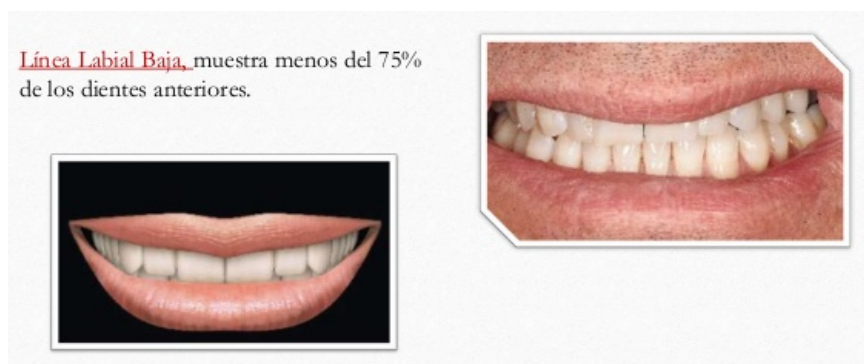 Línea Labial Baja, muestra menos del 75%
de los dientes anteriores.